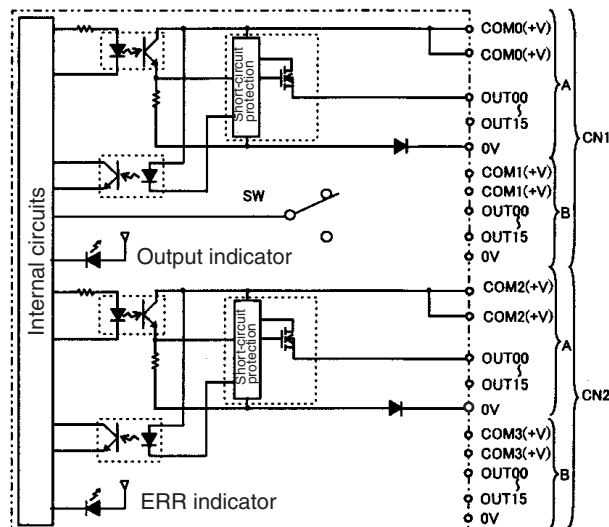 Internal circuits
Short-circuit
protection
COM0(+V)
COM0(+V)
OUT00
OUT15
0V
A
CN1
COM1(+V)
COM1(+V)
OUT00
OUT15
0V
B
SW
Output indicator
Short-circuit
protection
COM2(+V)
COM2(+V)
OUT00
OUT15
0V
A
CN2
COM3(+V)
COM3(+V)
OUT00
OUT15
0V
B
ERR indicator